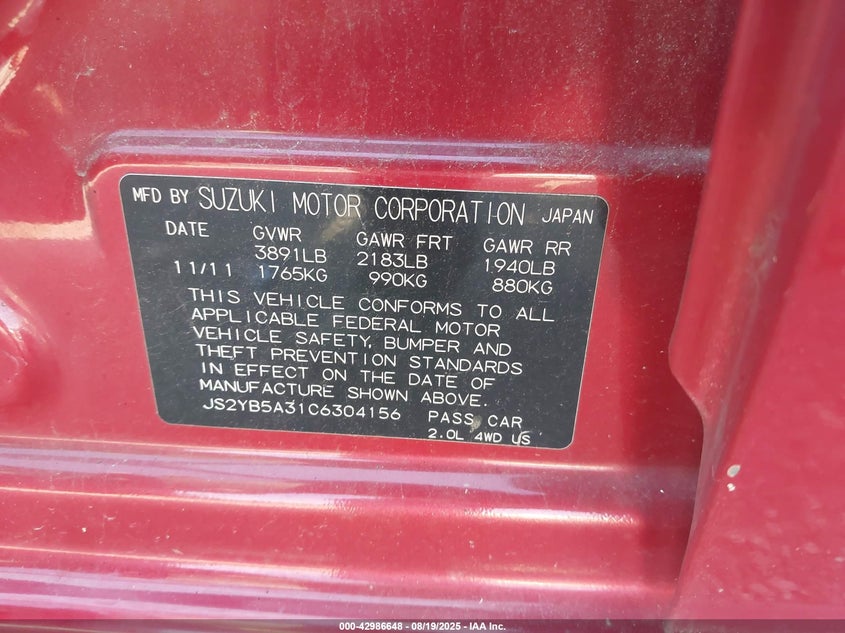 MFD BY SUZUKI MOTOR CORPORATION JAPAN
DATE GVWR GAWR FRT GAWR RR
3891LB 2183LB 1940LB
11/11 1765KG 990KG 880KG
THIS VEHICLE CONFORMS TO ALL
APPLICABLE FEDERAL MOTOR
VEHICLE SAFETY, BUMPER AND
THEFT PREVENTION STANDARDS
IN EFFECT ON THE DATE OF
MANUFACTURE SHOWN ABOVE.
JS2YB5A31C6304156 PASS CAR
2.0L 4WD US
000-42986648 - 08/19/2025 - IAA Inc.